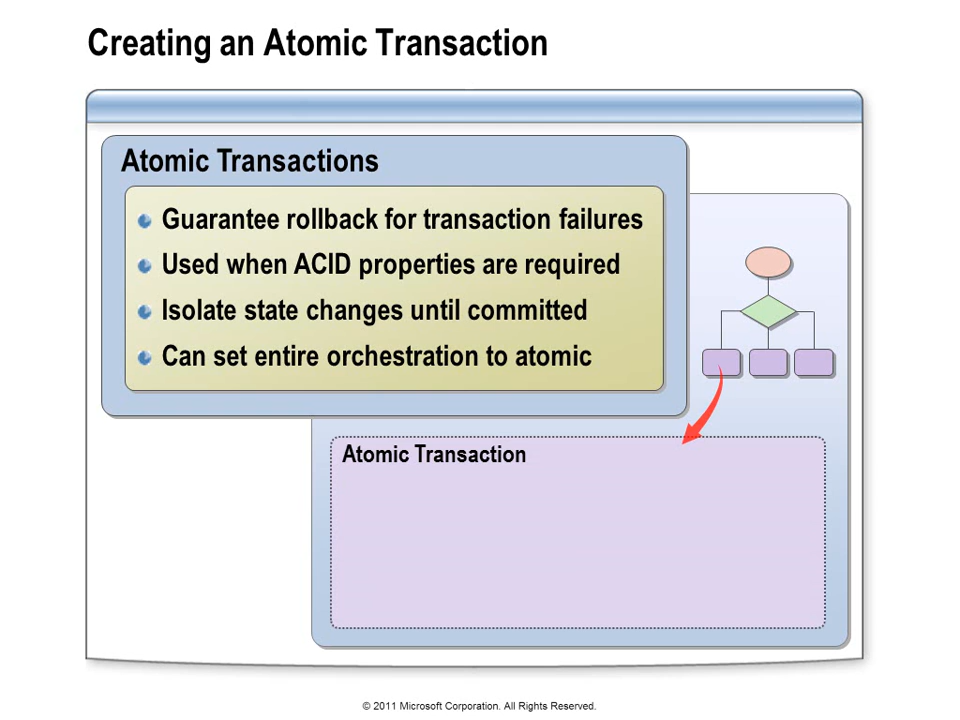 Creating an Atomic Transaction
Atomic Transactions
Guarantee rollback for transaction failures
Used when ACID properties are required
Isolate state changes until committed
Can set entire orchestration to atomic
Atomic Transaction
© 2011 Microsoft Corporation. All Rights Reserved.